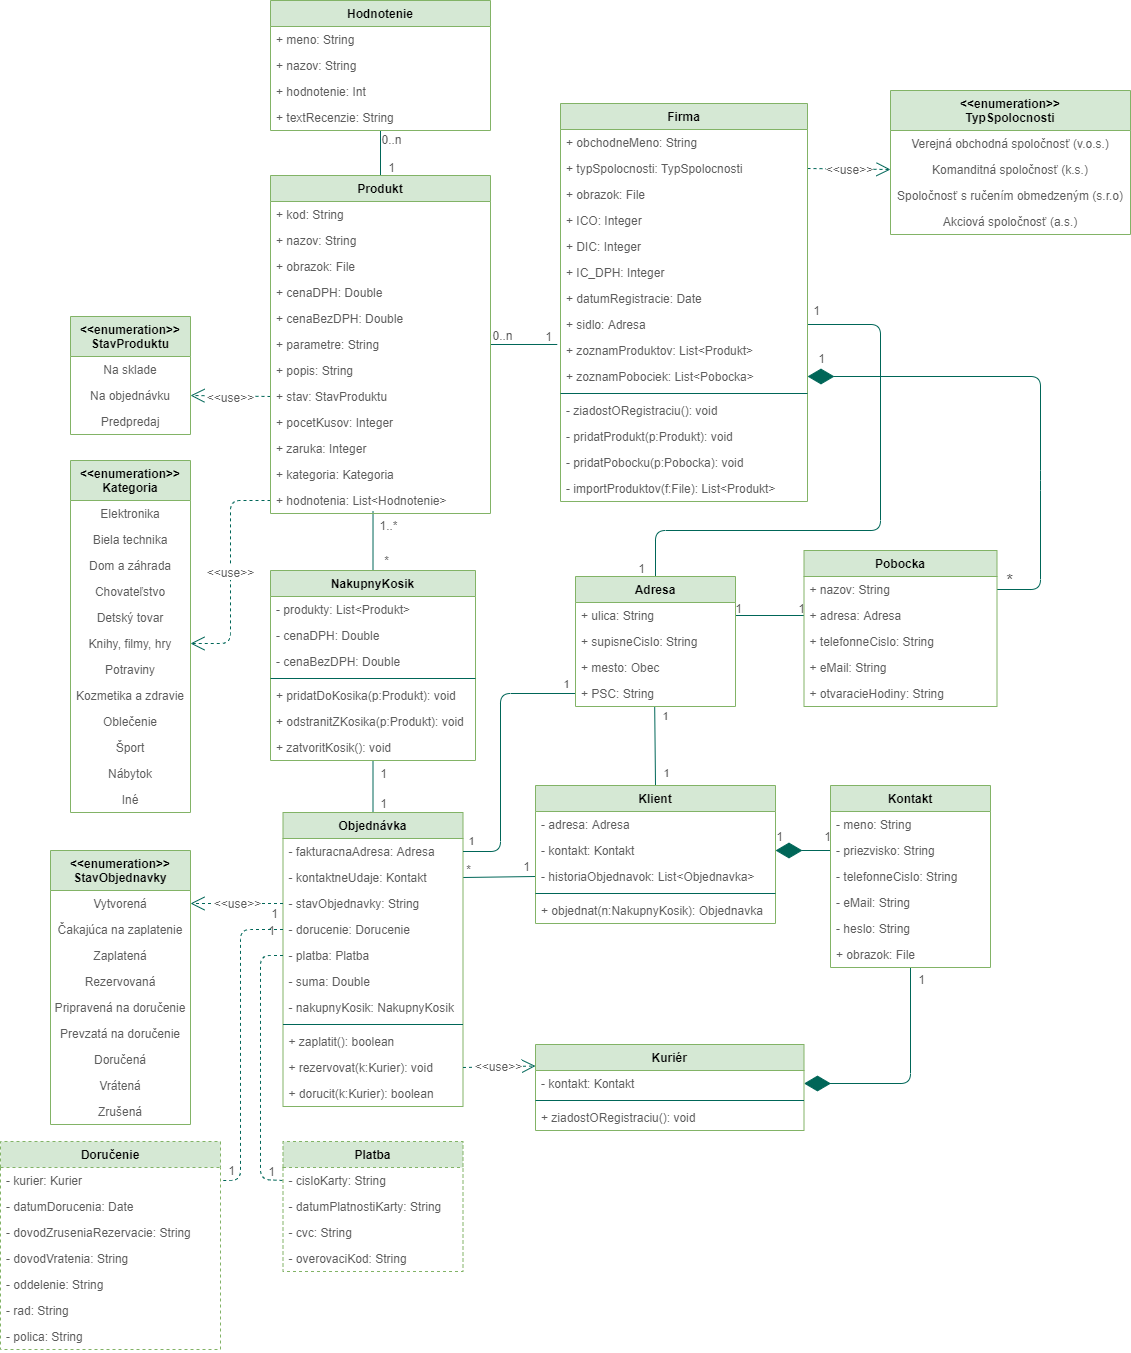 Hodnotenie
+ meno: String
+ nazov: String
+ hodnotenie: Int
+ textRecenzie: String
0..n
1
Produkt
+ kod: String
+ nazov: String
+ obrazok: File
+ cenaDPH: Double
+ cenaBezDPH: Double
+ parametre: String
+ popis: String
+ stav: StavProduktu
+ pocetKusov: Integer
+ zaruka: Integer
+ kategoria: Kategoria
+ hodnotenia: List<Hodnotenie>
0..n
1
Firma
+ obchodneMeno: String
+ typSpolocnosti: TypSpolocnosti
+ obrazok: File
+ ICO: Integer
+ DIC: Integer
+ IC_DPH: Integer
+ datumRegistracie: Date
+ sidlo: Adresa
+ zoznamProduktov: List<Produkt>
+ zoznamPobociek: List<Pobocka>
- ziadostORegistraciu(): void
- pridatProdukt(p:Produkt): void
- pridatPobocku(p:Pobocka): void
- importProduktov(f:File): List<Produkt>
<<use>>
<<enumeration>>
TypSpolocnosti
Verejná obchodná spoločnosť (v.o.s.)
Komanditná spoločnosť (k.s.)
Spoločnosť s ručením obmedzeným (s.r.o)
Akciová spoločnosť (a.s.)
1
1
<<enumeration>>
StavProduktu
Na sklade
Na objednávku
Predpredaj
<<use>>
<<enumeration>>
Kategoria
Elektronika
Biela technika
Dom a záhrada
Chovateľstvo
Detský tovar
Knihy, filmy, hry
Potraviny
Kozmetika a zdravie
Oblečenie
Šport
Nábytok
Iné
<<use>>
1..*
*
NakupnyKosik
- produkty: List<Produkt>
- cenaDPH: Double
- cenaBezDPH: Double
+ pridatDoKosika(p:Produkt): void
+ odstranitZKosika(p:Produkt): void
+ zatvoritKosik(): void
1
1
1
Adresa
+ ulica: String
+ supisneCislo: String
+ mesto: Obec
+ PSC: String
1
1
Pobocka
+ nazov: String
+ adresa: Adresa
+ telefonneCislo: String
+ eMail: String
+ otvaracieHodiny: String
*
1
1
1
Objednávka
- fakturacnaAdresa: Adresa
- kontaktneUdaje: Kontakt
- stavObjednavky: String
- dorucenie: Dorucenie
- platba: Platba
- suma: Double
- nakupnyKosik: NakupnyKosik
+ zaplatit(): boolean
+ rezervovat(k:Kurier): void
+ dorucit(k:Kurier): boolean
1
*
1
Klient
- adresa: Adresa
- kontakt: Kontakt
- historiaObjednavok: List<Objednavka>
+ objednat(n:NakupnyKosik): Objednavka
1
1
Kontakt
- meno: String
- priezvisko: String
- telefonneCislo: String
- eMail: String
- heslo: String
+ obrazok: File
1
<<enumeration>>
StavObjednavky
Vytvorená
Čakajúca na zaplatenie
Zaplatená
Rezervovaná
Pripravená na doručenie
Prevzatá na doručenie
Doručená
Vrátená
Zrušená
<<use>>
1
1
<<use>>
Kuriér
- kontakt: Kontakt
+ ziadostORegistraciu(): void
Doručenie
- kurier: Kurier
- datumDorucenia: Date
- dovodZruseniaRezervacie: String
- dovodVratenia: String
- oddelenie: String
- rad: String
- polica: String
1
1
Platba
- cisloKarty: String
- datumPlatnostiKarty: String
- cvc: String
- overovaciKod: String